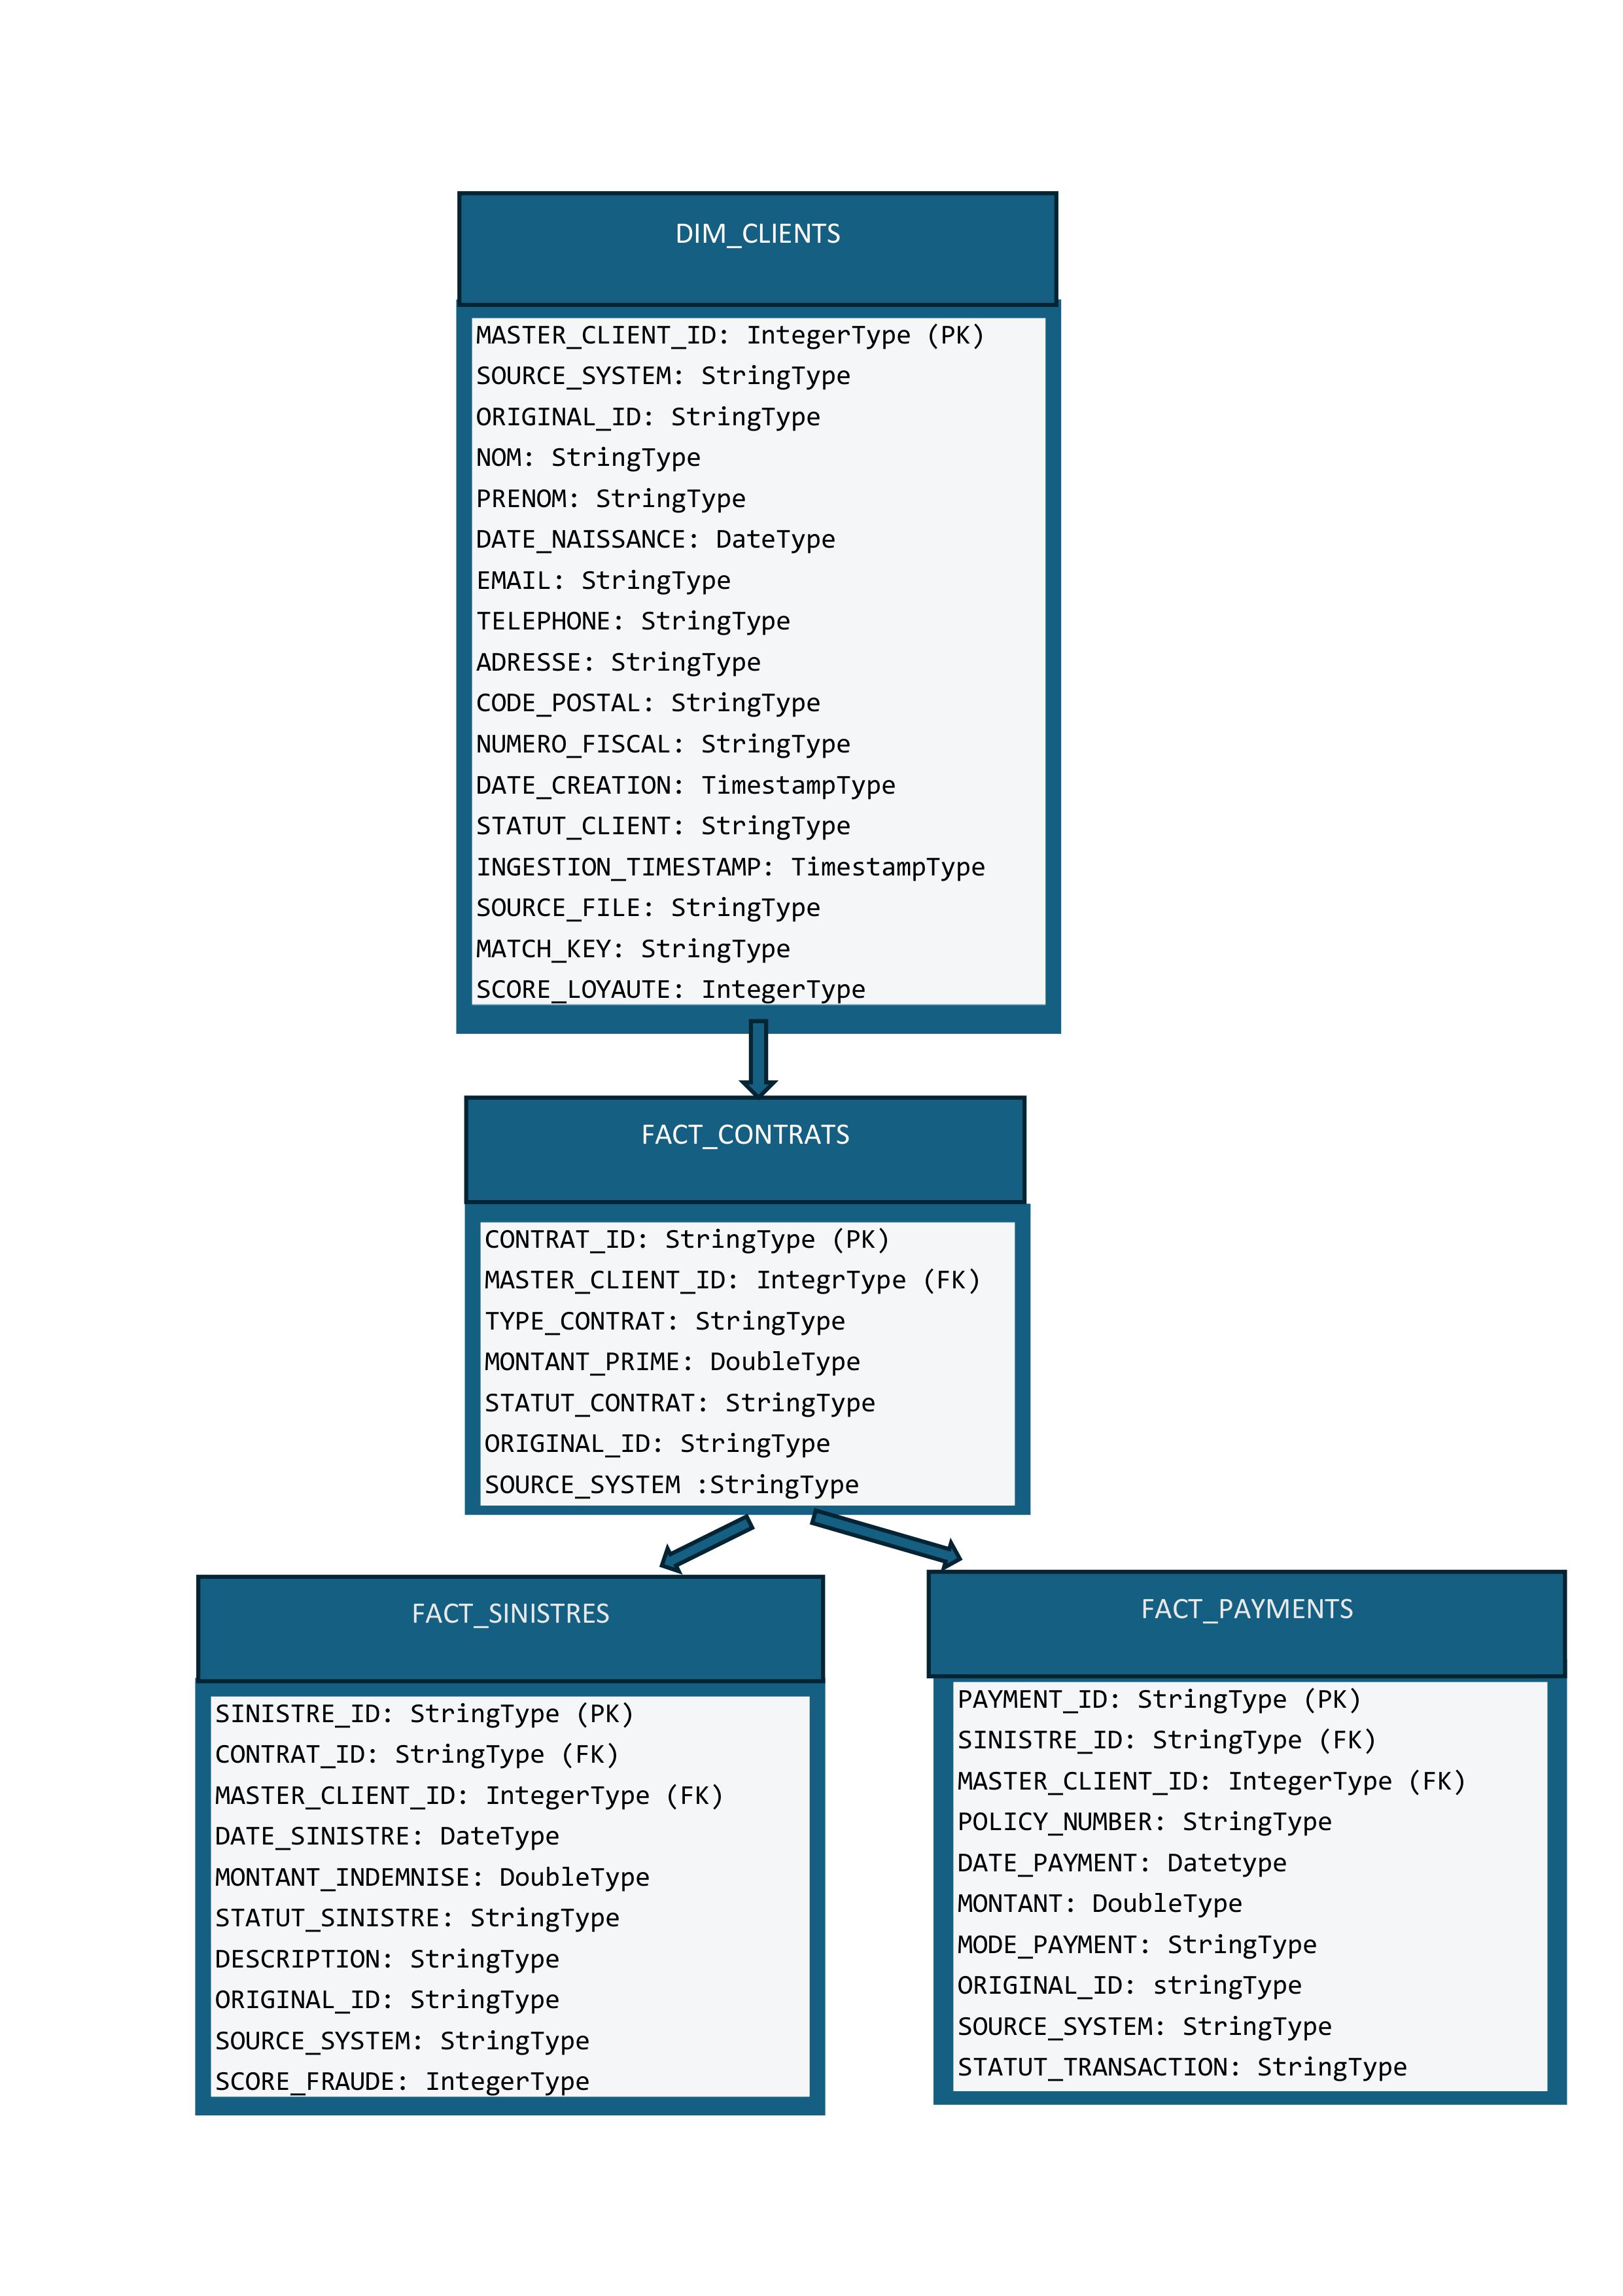 DIM_CLIENTS
MASTER_CLIENT_ID: IntegerType (PK)
SOURCE_SYSTEM: StringType
ORIGINAL_ID: StringType
NOM: StringType
PRENOM: StringType
DATE_NAISSANCE: DateType
EMAIL: StringType
TELEPHONE: StringType
ADRESSE: StringType
CODE_POSTAL: StringType
NUMERO_FISCAL: StringType
DATE_CREATION: TimestampType
STATUT_CLIENT: StringType
INGESTION_TIMESTAMP: TimestampType
SOURCE_FILE: StringType
MATCH_KEY: StringType
SCORE_LOYAUTE: IntegerType
FACT_CONTRATS
CONTRAT_ID: StringType (PK)
MASTER_CLIENT_ID: IntegrType (FK)
TYPE_CONTRAT: StringType
MONTANT_PRIME: DoubleType
STATUT_CONTRAT: StringType
ORIGINAL_ID: StringType
SOURCE_SYSTEM :StringType
FACT_SINISTRES
SINISTRE_ID: StringType (PK)
CONTRAT_ID: StringType (FK)
MASTER_CLIENT_ID: IntegerType (FK)
DATE_SINISTRE: DateType
MONTANT_INDEMNISE: DoubleType
STATUT_SINISTRE: StringType
DESCRIPTION: StringType
ORIGINAL_ID: StringType
SOURCE_SYSTEM: StringType
SCORE_FRAUDE: IntegerType
FACT_PAYMENTS
PAYMENT_ID: StringType (PK)
SINISTRE_ID: StringType (FK)
MASTER_CLIENT_ID: IntegerType (FK)
POLICY_NUMBER: StringType
DATE_PAYMENT: Datetype
MONTANT: DoubleType
MODE_PAYMENT: StringType
ORIGINAL_ID: stringType
SOURCE_SYSTEM: StringType
STATUT_TRANSACTION: StringType